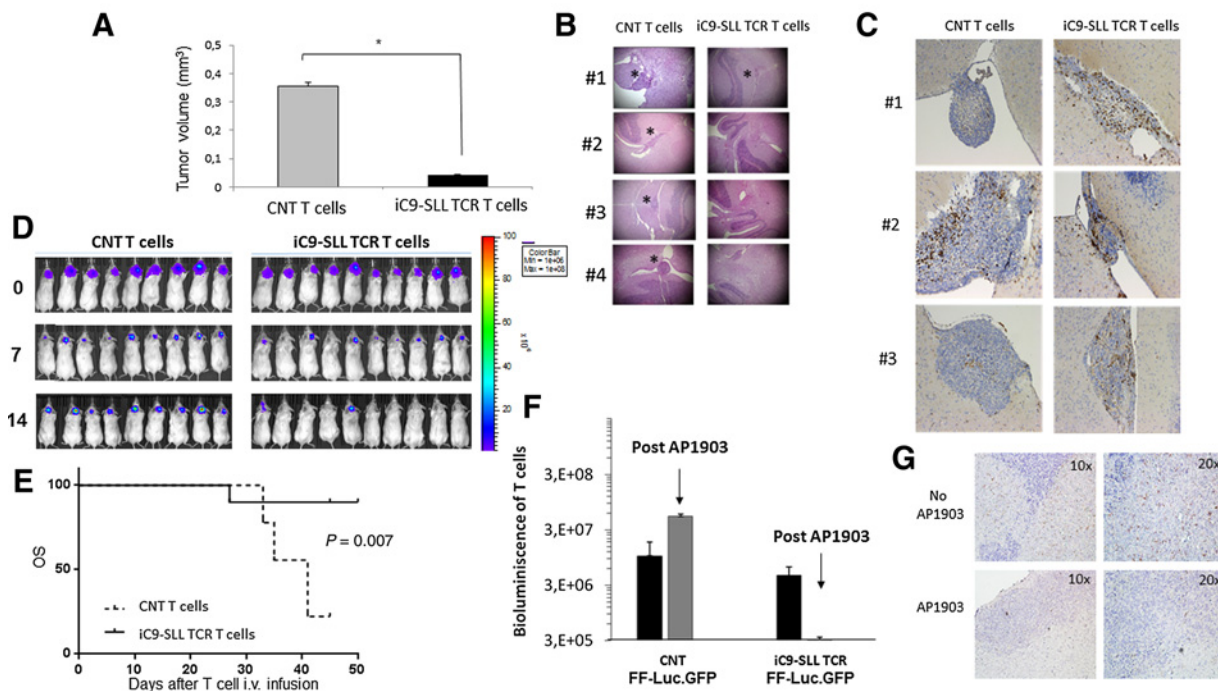 A
Tumor volume (mm³)
0,5
0,4
0,3
0,2
0,1
0
*
CNT T cells
iC9-SLL TCR T cells
B
CNT T cells
iC9-SLL TCR T cells
#1
#2
#3
#4
*
*
*
*
*
C
CNT T cells
iC9-SLL TCR T cells
#1
#2
#3
D
CNT T cells
iC9-SLL TCR T cells
0
7
14
100
80
60
40
20
x 10⁶
Color Bar
Min = 1e+06
Max = 1e+08
E
OS
100
50
0
P = 0.007
CNT T cells
iC9-SLL TCR T cells
0
10
20
30
40
50
Days after T cell i.v. infusion
F
Bioluminiscence of T cells
3,E+08
3,E+07
3,E+06
3,E+05
Post AP1903
Post AP1903
CNT
FF-Luc.GFP
iC9-SLL TCR
FF-Luc.GFP
G
No
AP1903
10x
20x
AP1903
10x
20x